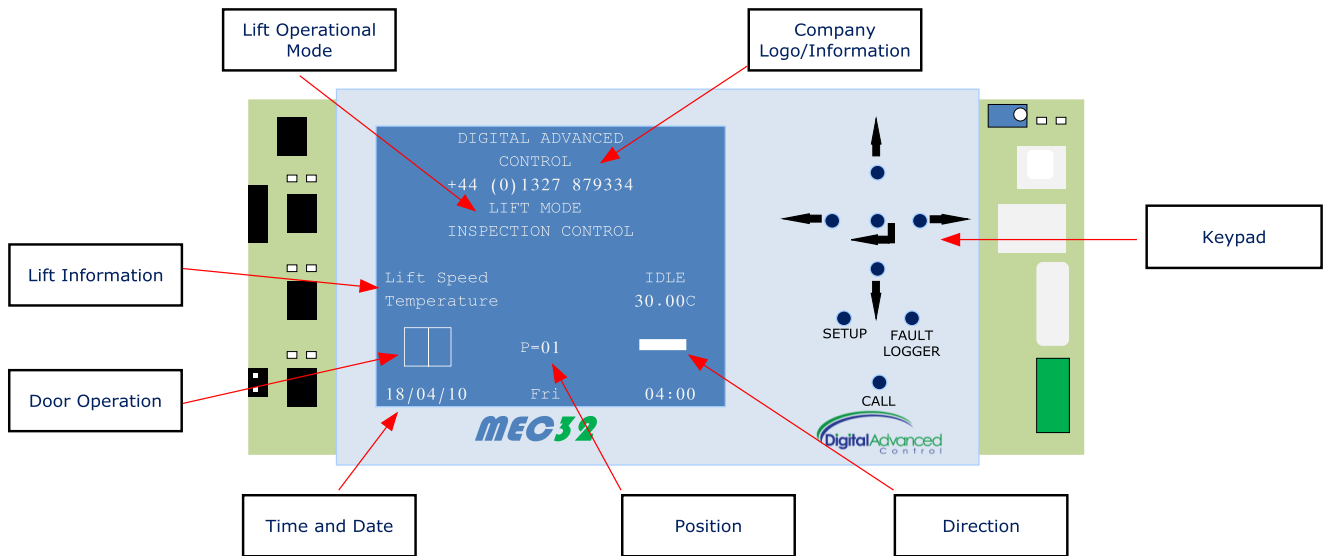 Lift Operational
Mode
Company
Logo/Information
DIGITAL ADVANCED
CONTROL
+44 (0)1327 879334
LIFT MODE
INSPECTION CONTROL
Keypad
Lift Information
Lift Speed IDLE
Temperature 30.00C
SETUP FAULT
LOGGER
P=01
Door Operation
18/04/10 Fri 04:00
CALL
MEC32
DigitalAdvanced
Control
Time and Date
Position
Direction